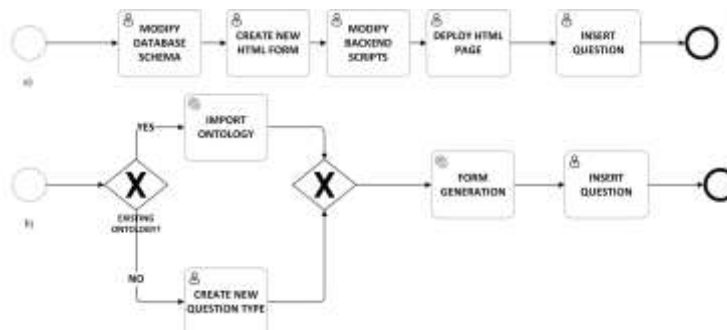 MODIFY
DATABASE
SCHEMA
CREATE NEW
HTML FORM
MODIFY
BACKEND
SCRIPTS
DEPLOY HTML
PAGE
INSERT
QUESTION
a)
YES
IMPORT
ONTOLOGY
X
X
EXISTING
ONTOLOGY?
FORM
GENERATION
INSERT
QUESTION
b)
NO
CREATE NEW
QUESTION TYPE